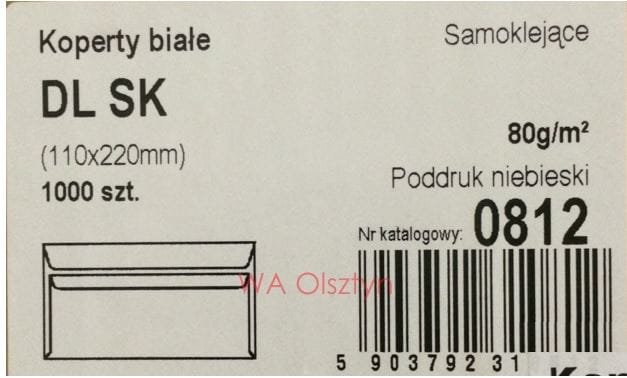 Koperty białe
Samoklejące
DL SK
(110x220mm)
80g/m²
1000 szt.
Poddruk niebieski
Nr katalogowy: 0812
WA Olsztyn
5 903792 31